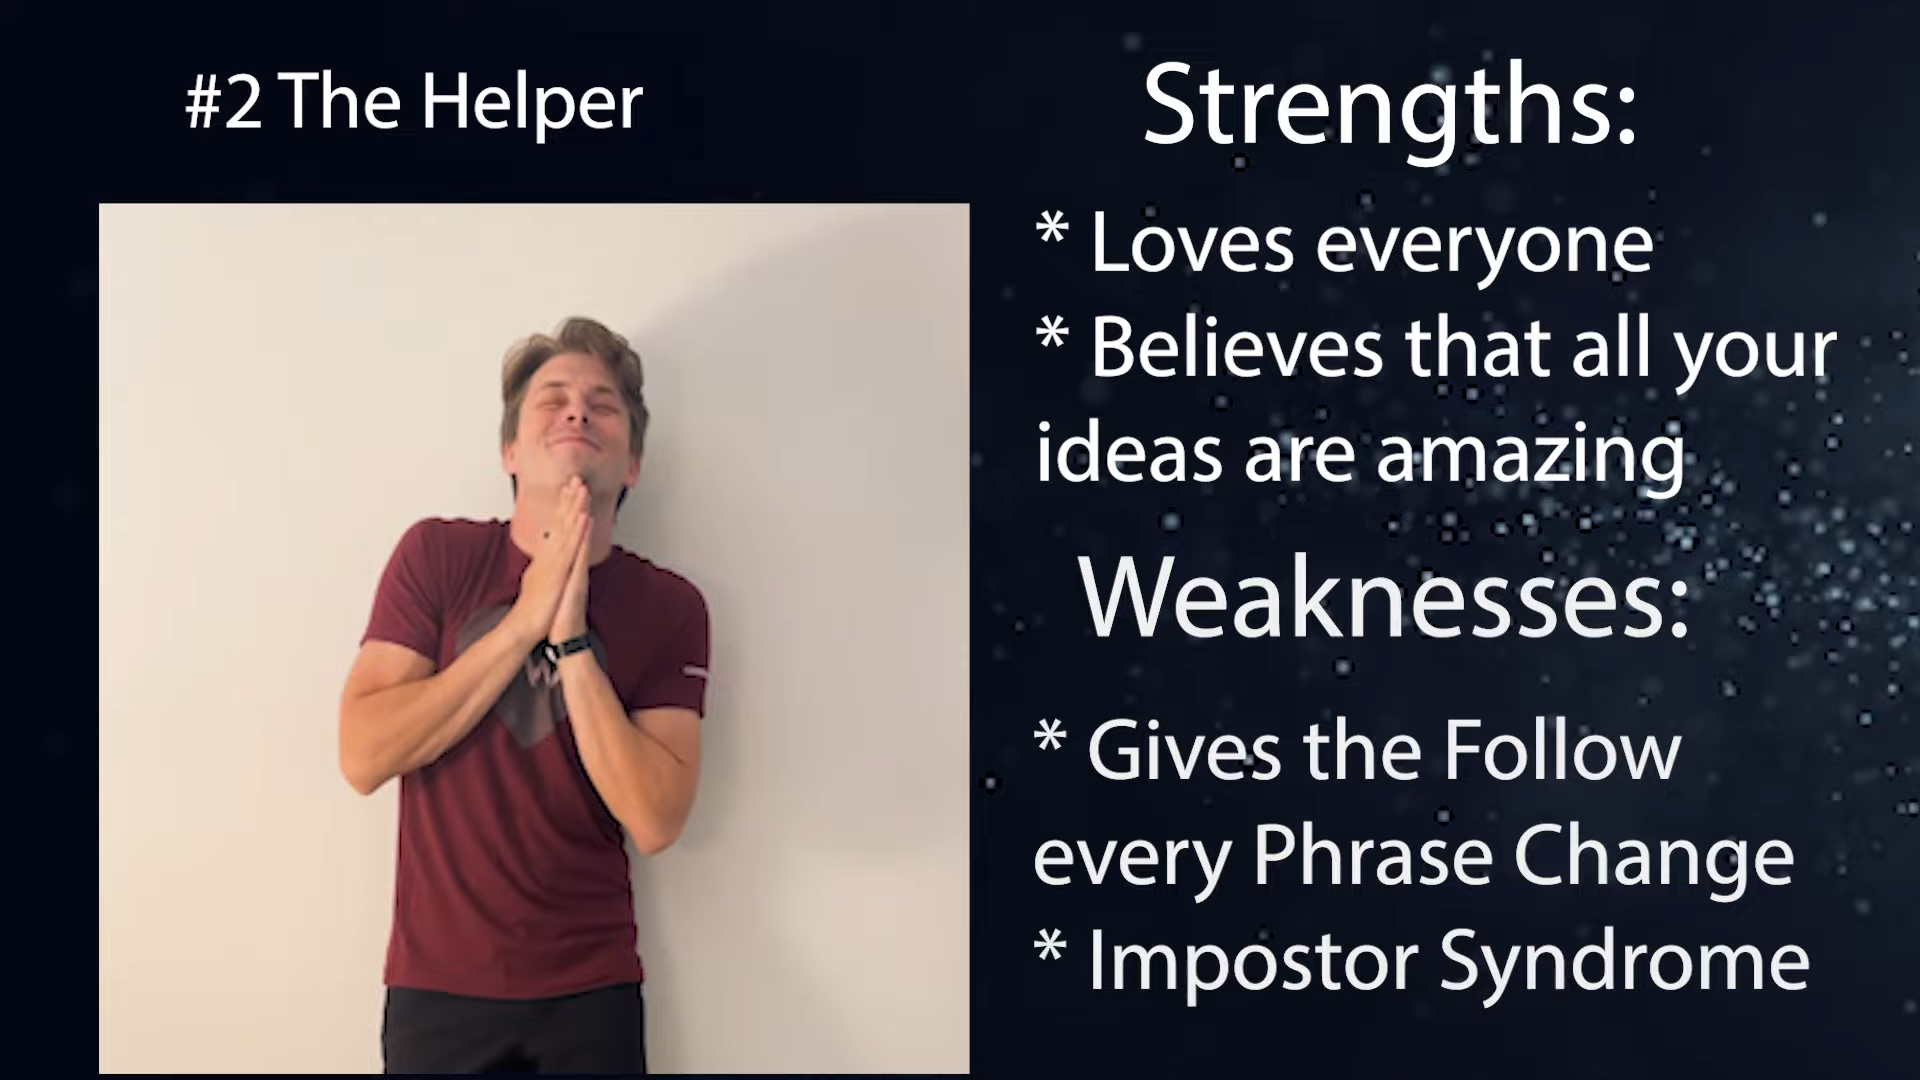 #2 The Helper
Strengths:
* Loves everyone
* Believes that all your
ideas are amazing
Weaknesses:
* Gives the Follow
every Phrase Change
* Impostor Syndrome